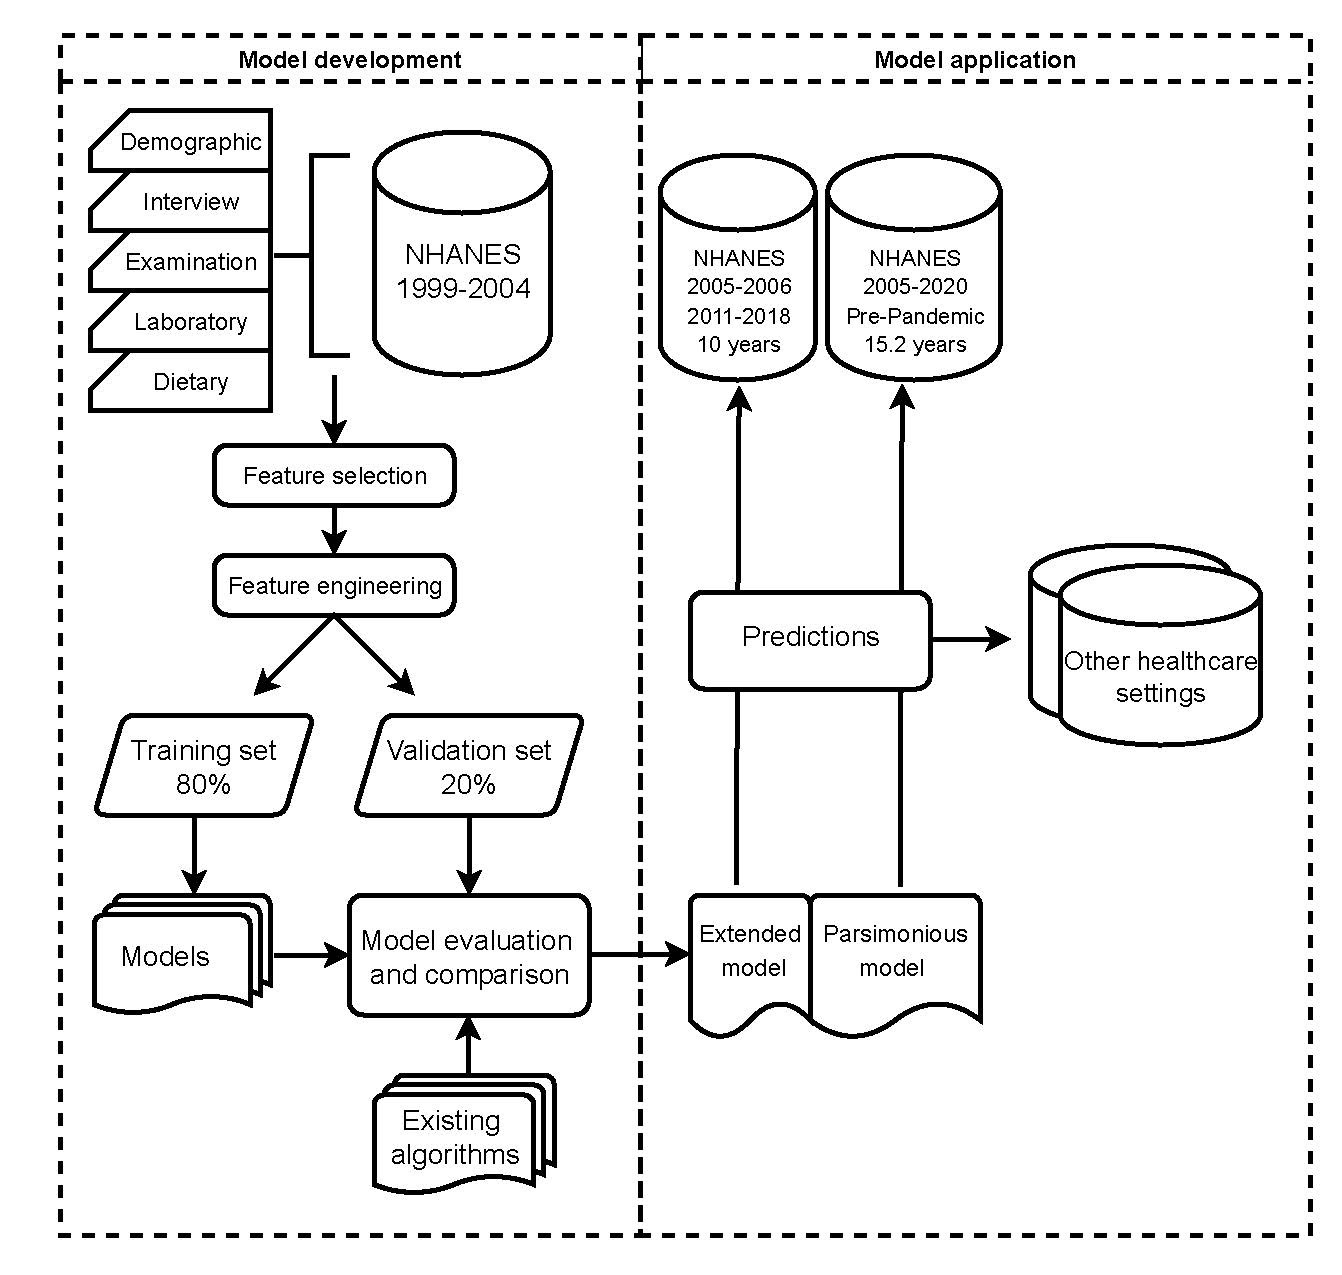 Model development
Demographic
Interview
Examination
Laboratory
Dietary
NHANES
1999-2004
Feature selection
Feature engineering
Training set
80%
Validation set
20%
Models
Model evaluation
and comparison
Existing
algorithms
Model application
NHANES
2005-2006
2011-2018
10 years
NHANES
2005-2020
Pre-Pandemic
15.2 years
Predictions
Other healthcare
settings
Extended
model
Parsimonious
model